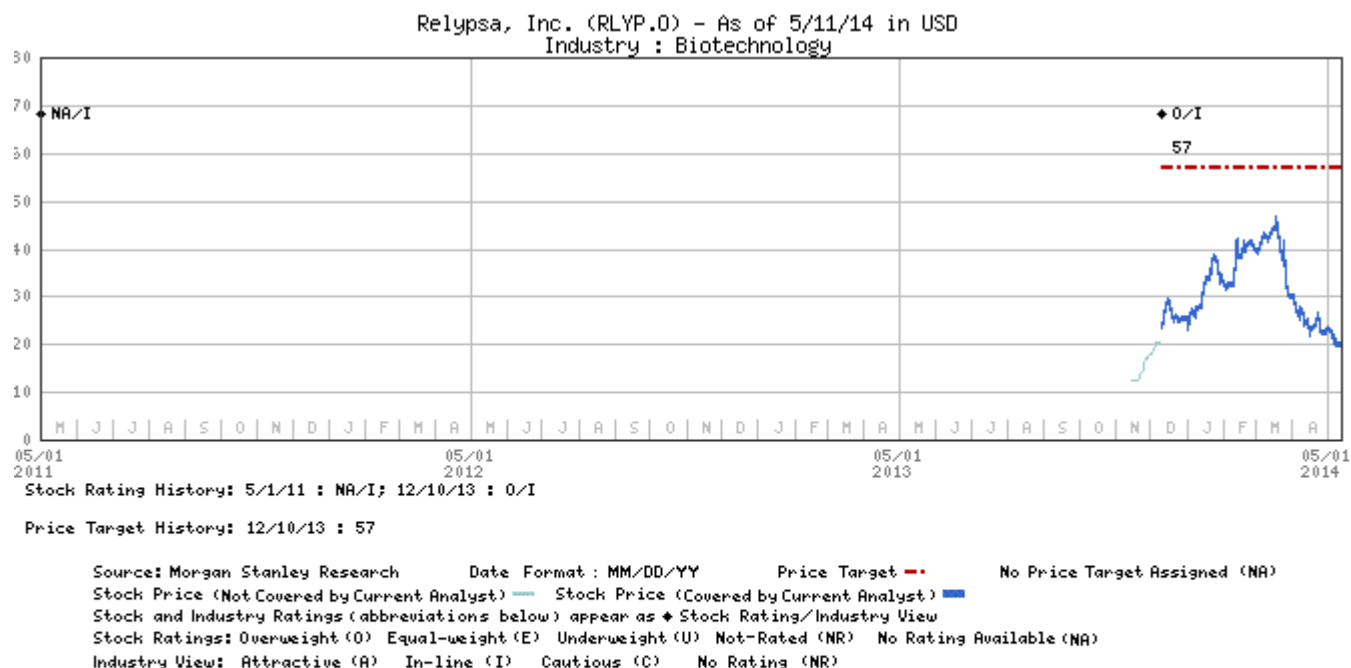 Relypsa, Inc. (RLYP.O) - As of 5/11/14 in USD
Industry : Biotechnology
80
70
60
50
40
30
20
10
0
◆ NA/I
◆ O/I
57
M J J A S O N D J F M A M J J A S O N D J F M A M J J A S O N D J F M A
05/01 2011
05/01 2012
05/01 2013
05/01 2014
Stock Rating History: 5/1/11 : NA/I; 12/10/13 : O/I
Price Target History: 12/10/13 : 57
Source: Morgan Stanley Research Date Format : MM/DD/YY Price Target No Price Target Assigned (NA)
Stock Price (Not Covered by Current Analyst) Stock Price (Covered by Current Analyst)
Stock and Industry Ratings (abbreviations below) appear as ◆ Stock Rating/Industry View
Stock Ratings: Overweight (O) Equal-weight (E) Underweight (U) Not-Rated (NR) No Rating Available (NA)
Industry View: Attractive (A) In-line (I) Cautious (C) No Rating (NR)